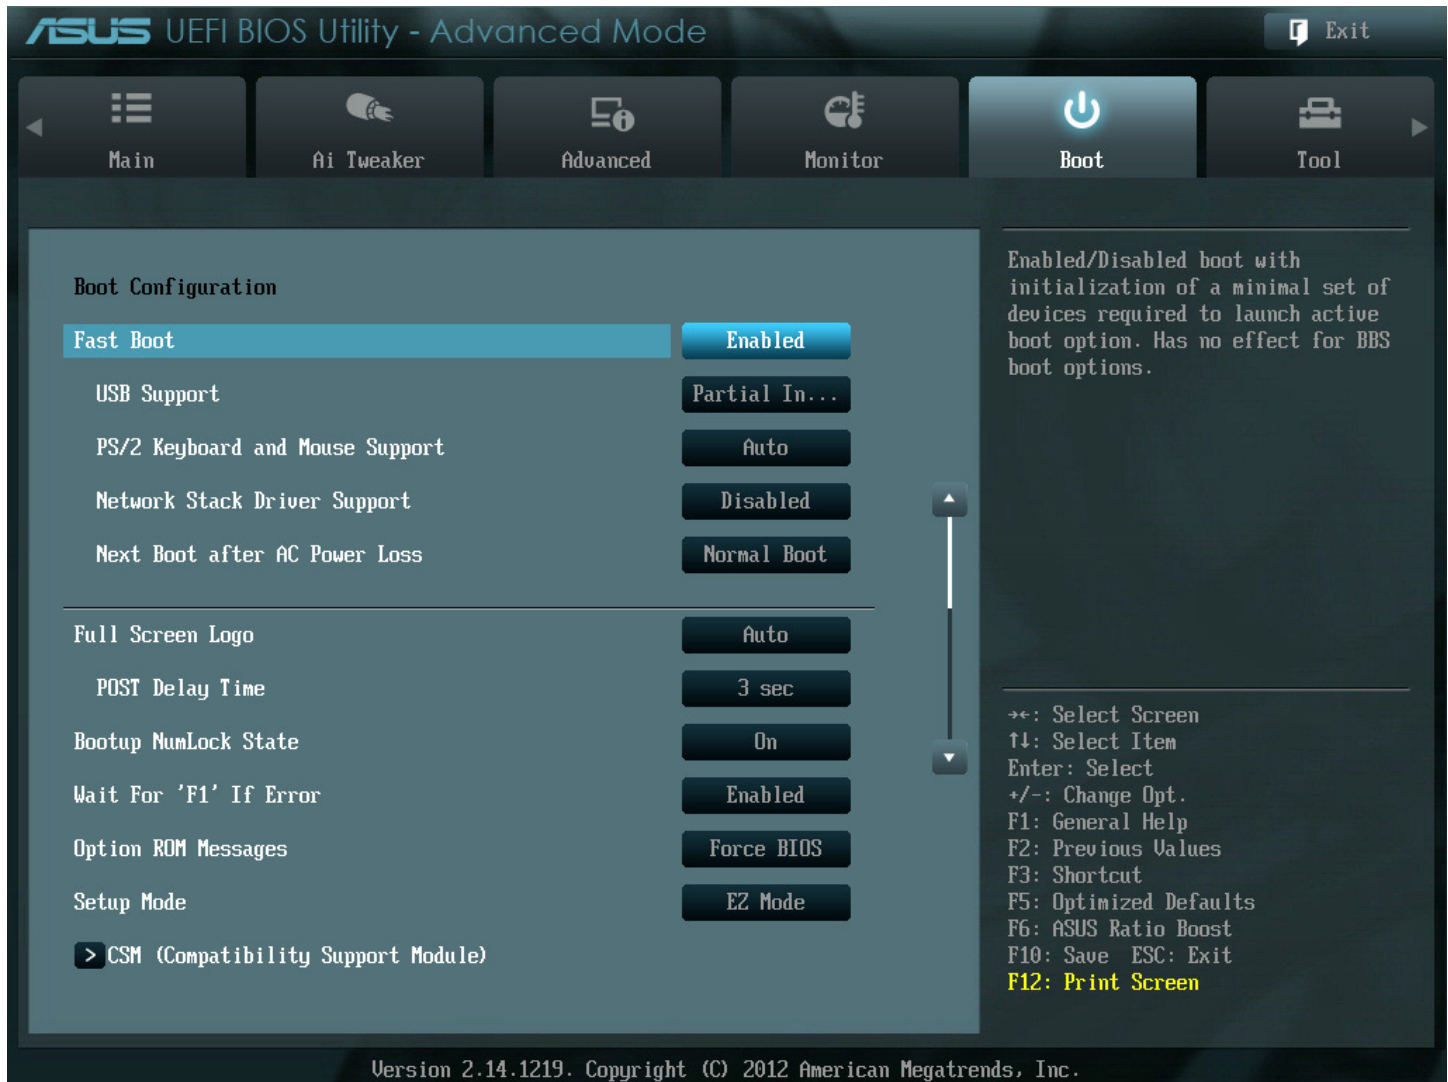 ASUS UEFI BIOS Utility - Advanced Mode
Exit
Main
Ai Tweaker
Advanced
Monitor
Boot
Tool
Boot Configuration
Fast Boot Enabled
USB Support Partial In...
PS/2 Keyboard and Mouse Support Auto
Network Stack Driver Support Disabled
Next Boot after AC Power Loss Normal Boot
Full Screen Logo Auto
POST Delay Time 3 sec
Bootup NumLock State On
Wait For 'F1' If Error Enabled
Option ROM Messages Force BIOS
Setup Mode EZ Mode
> CSM (Compatibility Support Module)
Enabled/Disabled boot with
initialization of a minimal set of
devices required to launch active
boot option. Has no effect for BBS
boot options.
→←: Select Screen
↑↓: Select Item
Enter: Select
+/-: Change Opt.
F1: General Help
F2: Previous Values
F3: Shortcut
F5: Optimized Defaults
F6: ASUS Ratio Boost
F10: Save ESC: Exit
F12: Print Screen
Version 2.14.1219. Copyright (C) 2012 American Megatrends, Inc.